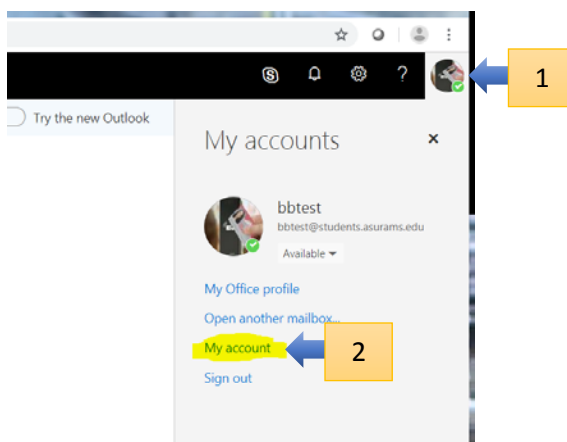 ?
1
Try the new Outlook
My accounts
×
bbtest
bbtest@students.asurams.edu
Available
My Office profile
Open another mailbox...
My account
2
Sign out